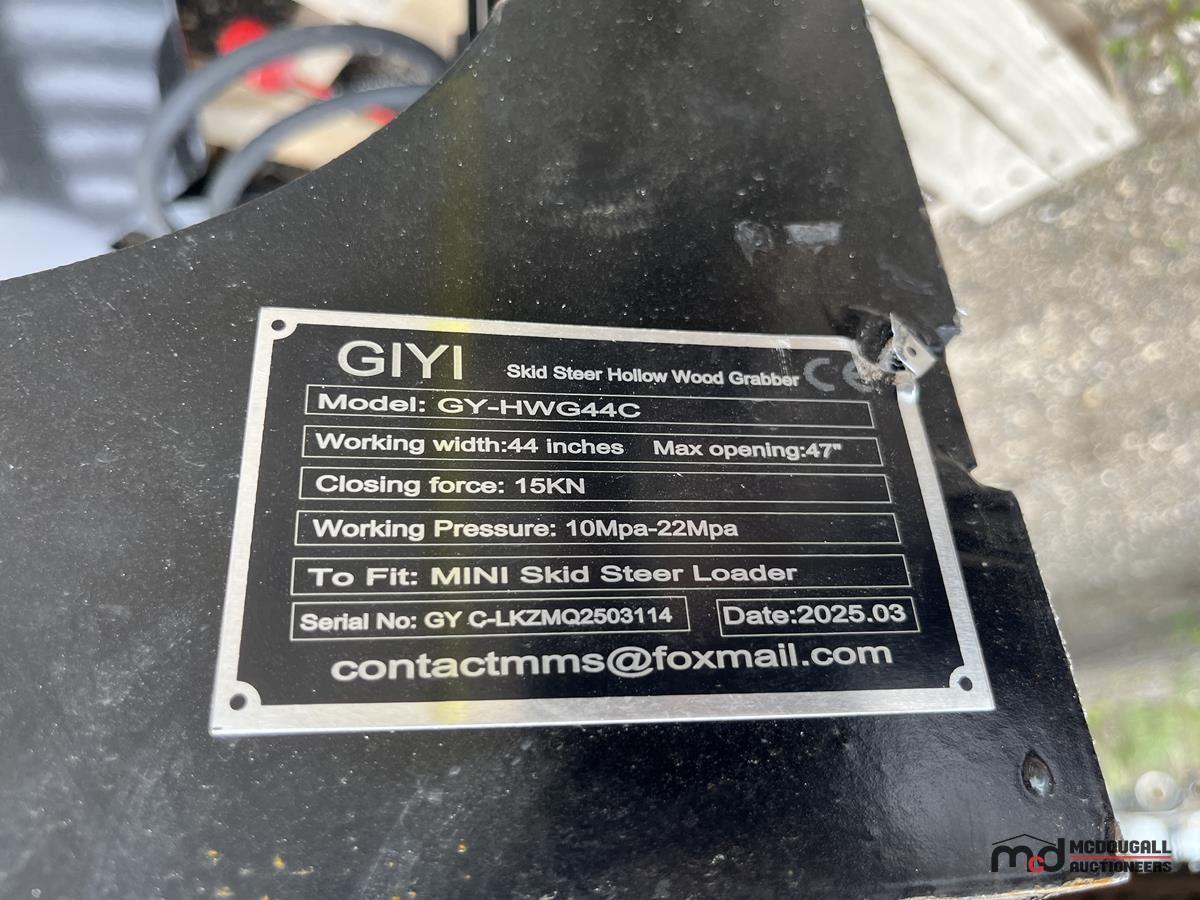 GIYI Skid Steer Hollow Wood Grabber CE
Model: GY-HWG44C
Working width:44 inches Max opening:47"
Closing force: 15KN
Working Pressure: 10Mpa-22Mpa
To Fit: MINI Skid Steer Loader
Serial No: GY C-LKZMQ2503114 Date:2025.03
contactmms@foxmail.com
mcd MCDOUGALL
AUCTIONEERS